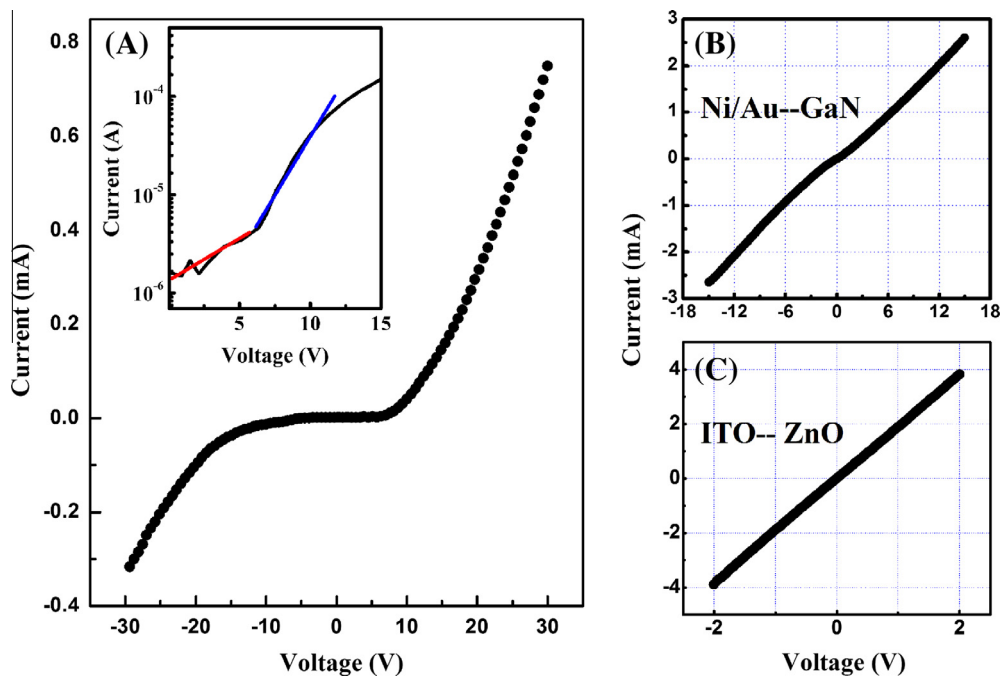 (A)
0.8
0.6
0.4
0.2
0.0
-0.2
-0.4
-30 -20 -10 0 10 20 30
Current (mA)
Voltage (V)
10-4
10-5
10-6
5 10 15
Current (A)
Voltage (V)
(B)
Ni/Au--GaN
3
2
1
0
-1
-2
-3
-18 -12 -6 0 6 12 18
Current (mA)
(C)
ITO-- ZnO
4
2
0
-2
-4
-2 0 2
Voltage (V)